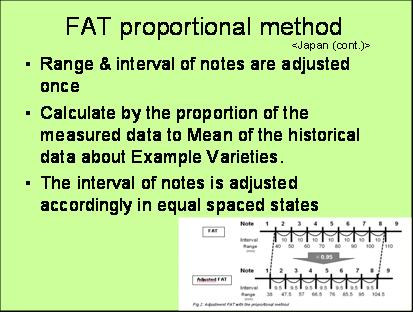 FAT proportional method
<Japan (cont.)>
▪ Range & interval of notes are adjusted
once
▪ Calculate by the proportion of the
measured data to Mean of the historical
data about Example Varieties.
▪ The interval of notes is adjusted
accordingly in equal spaced states
FAT
Note 1 2 3 4 5 6 7 8 9
Interval 10 10 10 10 10 10 10
Range 40 50 60 70 80 90 100 110
(mm)
× 0.95
Adjusted FAT
Note 1 2 3 4 5 6 7 8 9
Interval 9.5 9.5 9.5 9.5 9.5 9.5 9.5
Range 38 47.5 57 66.5 76 85.5 95 104.5
(mm)
Fig 2. Adjustment FAT with the proportional method